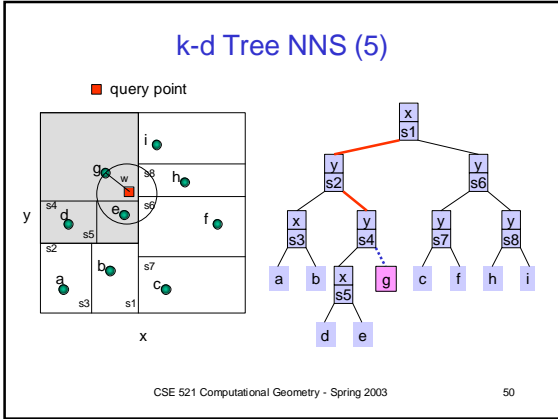 k-d Tree NNS (5)
query point
i
g
w
s8
h
s4
s6
y
d
e
f
s5
s2
s7
a
b
c
s3
s1
x
x
s1
y
s2
y
s6
x
s3
y
s4
y
s7
y
s8
a
b
x
s5
g
c
f
h
i
d
e
CSE 521 Computational Geometry - Spring 2003
50